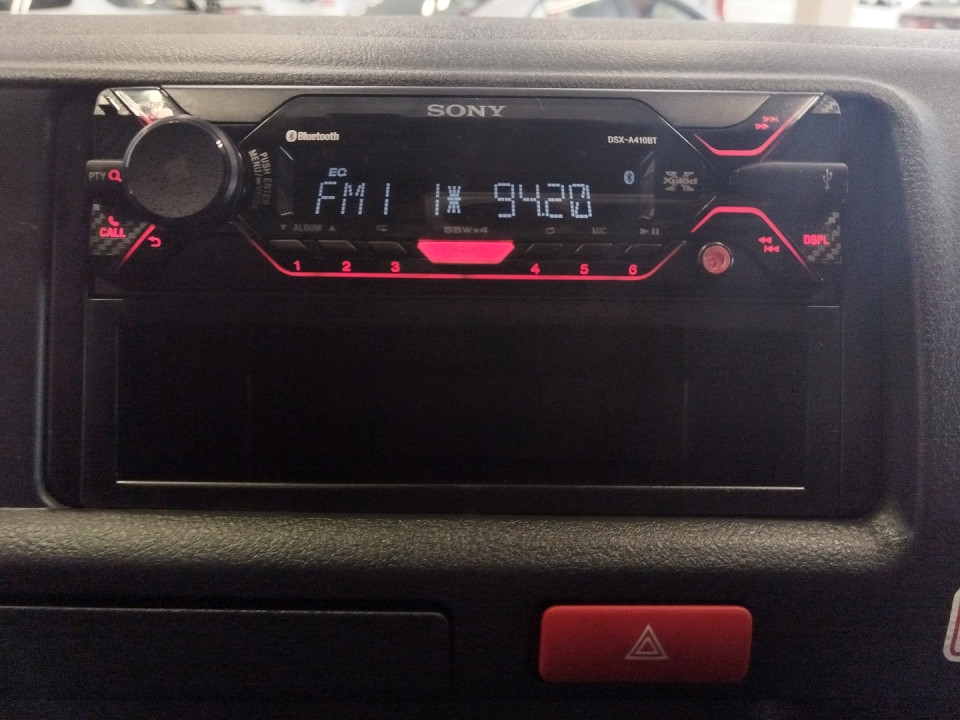 SONY
Bluetooth
DSX-A410BT
PUSH ENTER
MENU
EQ
FM1 94.20
PTY
ALBUM
55W×4
MIC
CALL
DSPL
1 2 3 4 5 6